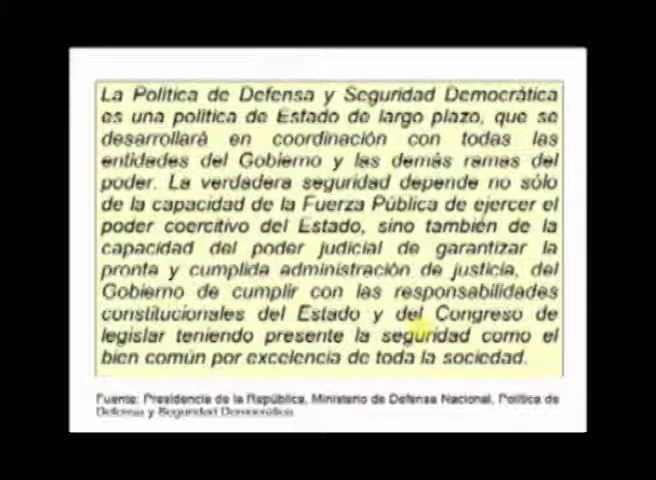 La Política de Defensa y Seguridad Democrática
es una política de Estado de largo plazo, que se
desarrollará en coordinación con todas las
entidades del Gobierno y las demás ramas del
poder. La verdadera seguridad depende no sólo
de la capacidad de la Fuerza Pública de ejercer el
poder coercitivo del Estado, sino también de la
capacidad del poder judicial de garantizar la
pronta y cumplida administración de justicia, del
Gobierno de cumplir con las responsabilidades
constitucionales del Estado y del Congreso de
legislar teniendo presente la seguridad como el
bien común por excelencia de toda la sociedad.
Fuente: Presidencia de la República, Ministerio de Defensa Nacional, Política de
Defensa y Seguridad Democrática